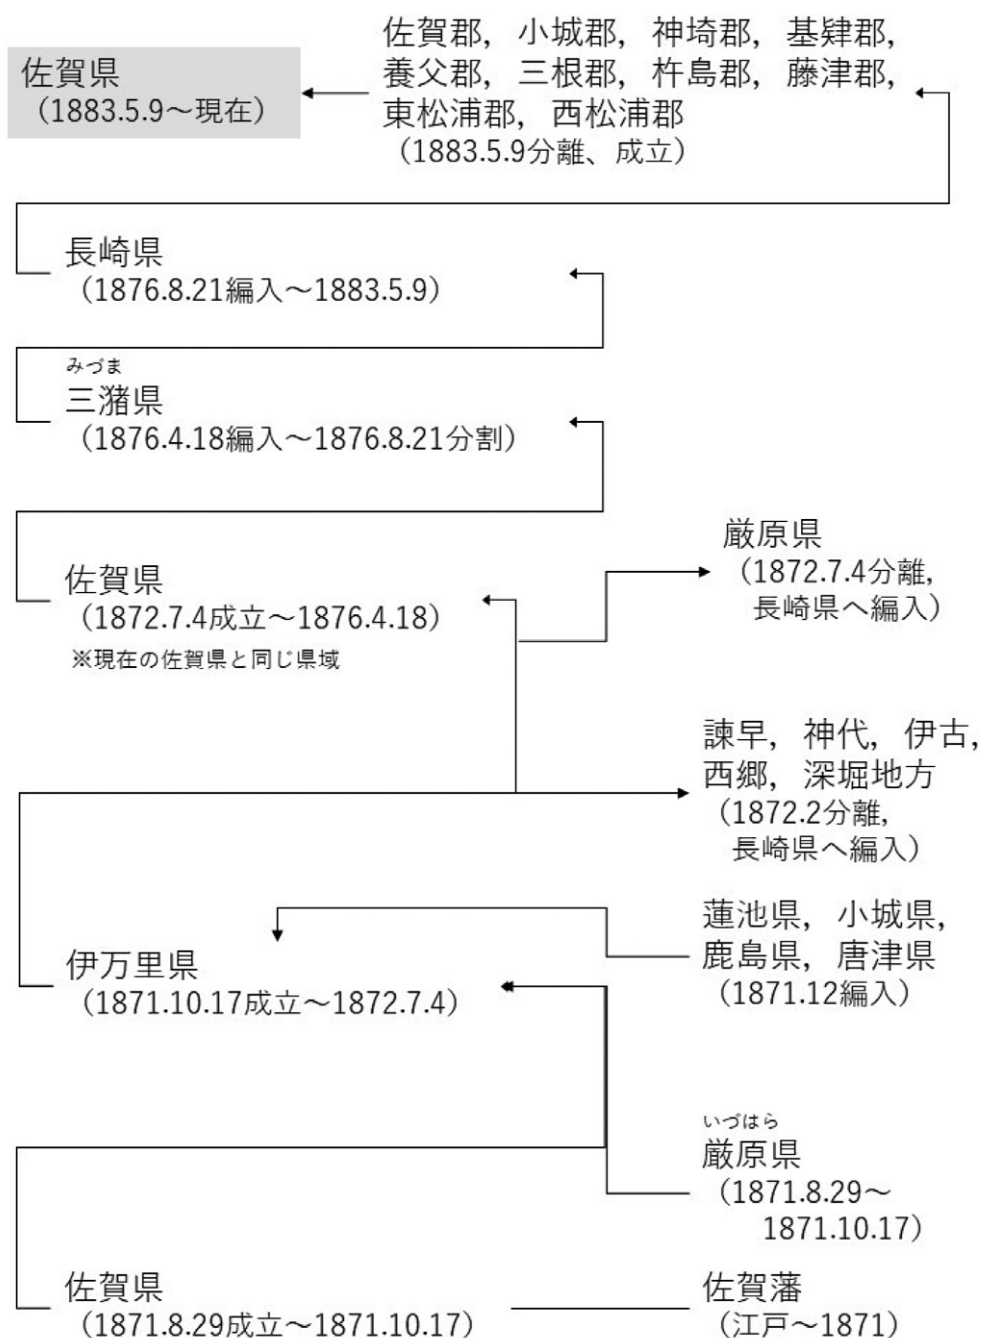 佐賀県
（1883.5.9～現在）
佐賀郡，小城郡，神埼郡，基肄郡，
養父郡，三根郡，杵島郡，藤津郡，
東松浦郡，西松浦郡
（1883.5.9分離、成立）
長崎県
（1876.8.21編入～1883.5.9）
みづま
三潴県
（1876.4.18編入～1876.8.21分割）
佐賀県
（1872.7.4成立～1876.4.18）
※現在の佐賀県と同じ県域
厳原県
（1872.7.4分離，
長崎県へ編入）
諫早，神代，伊古，
西郷，深堀地方
（1872.2分離，
長崎県へ編入）
蓮池県，小城県，
鹿島県，唐津県
（1871.12編入）
伊万里県
（1871.10.17成立～1872.7.4）
いづはら
厳原県
（1871.8.29～
1871.10.17）
佐賀県
（1871.8.29成立～1871.10.17）
佐賀藩
（江戸～1871）